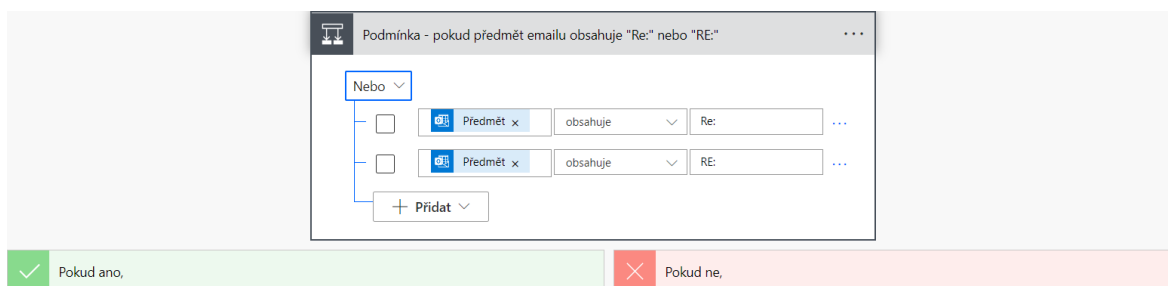 Podmínka - pokud předmět emailu obsahuje "Re:" nebo "RE:"
Nebo
Předmět × obsahuje Re:
Předmět × obsahuje RE:
+ Přidat
Pokud ano,
Pokud ne,